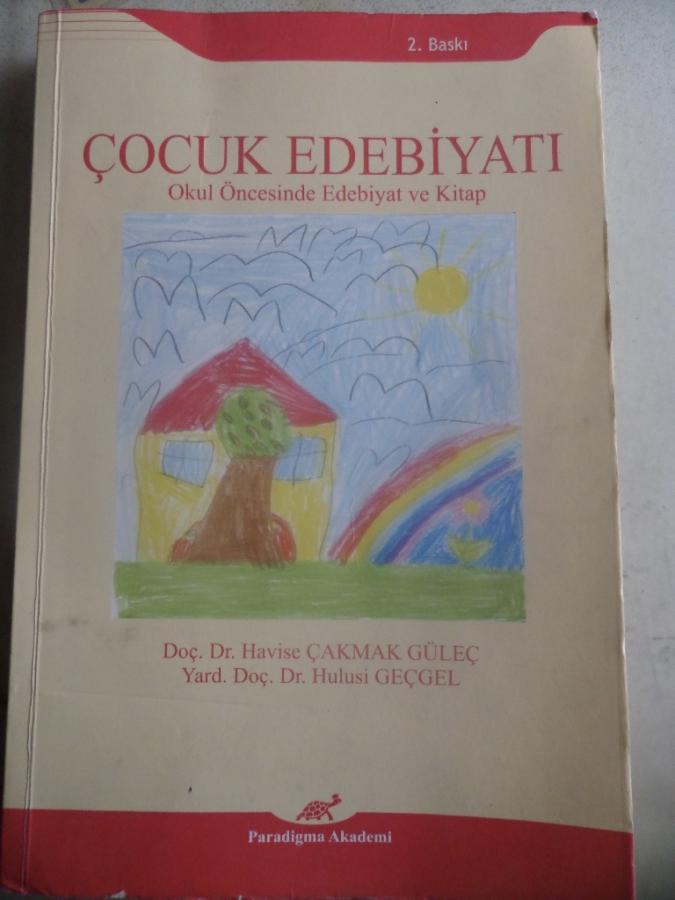 2. Baskı
ÇOCUK EDEBİYATI
Okul Öncesinde Edebiyat ve Kitap
Doç. Dr. Havise ÇAKMAK GÜLEÇ
Yard. Doç. Dr. Hulusi GEÇGEL
Paradigma Akademi